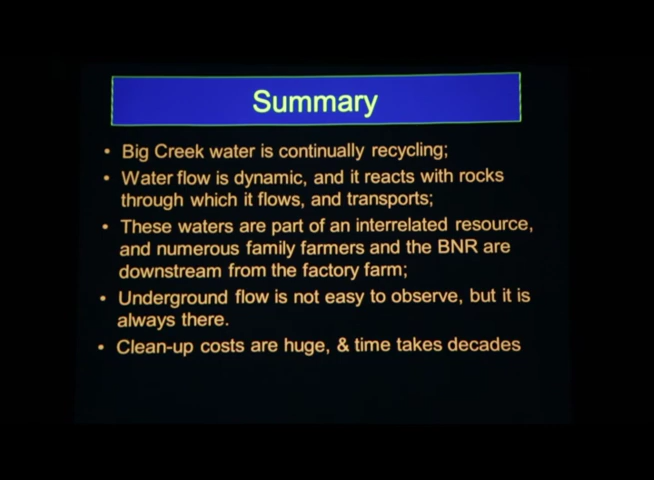 Summary
• Big Creek water is continually recycling;
• Water flow is dynamic, and it reacts with rocks
through which it flows, and transports;
• These waters are part of an interrelated resource,
and numerous family farmers and the BNR are
downstream from the factory farm;
• Underground flow is not easy to observe, but it is
always there.
• Clean-up costs are huge, & time takes decades